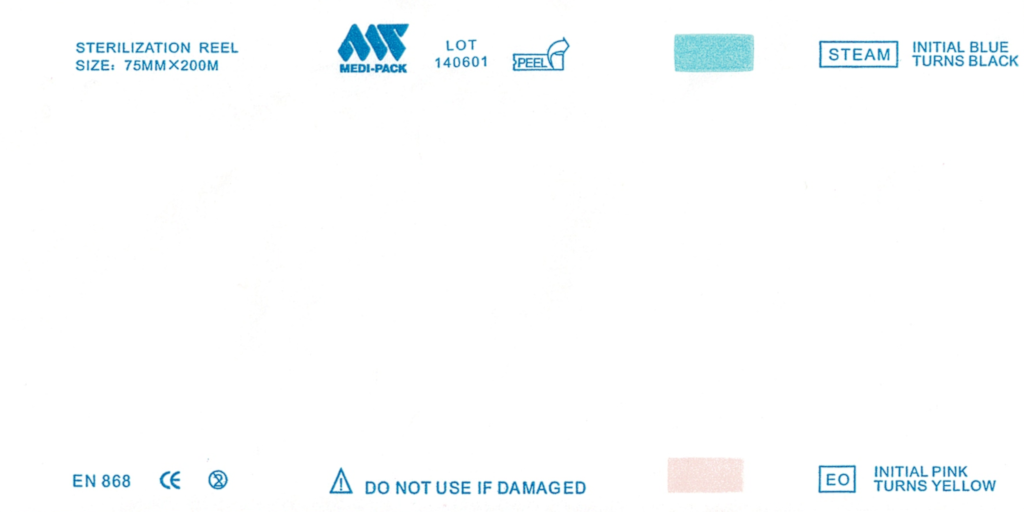 STERILIZATION REEL
SIZE: 75MM×200M
MEDI-PACK
LOT
140601
PEEL
STEAM
INITIAL BLUE
TURNS BLACK
EN 868
CE
2
DO NOT USE IF DAMAGED
EO
INITIAL PINK
TURNS YELLOW